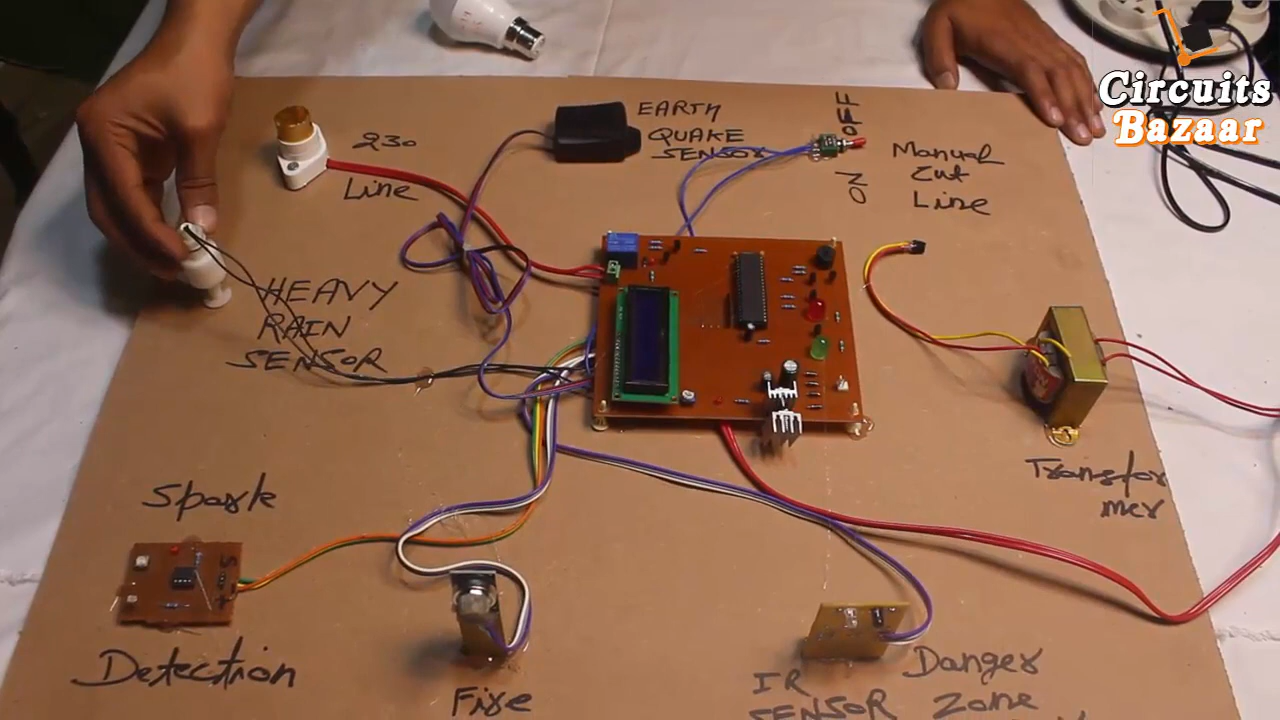 Circuits
Bazaar
230
Line
EARTH
QUAKE
SENSOR
OFF
ON
Manual
Cut
Line
HEAVY
RAIN
SENSOR
Transfor
mer
Spark
S
+
Detection
Fire
IR
SENSOR
Danger
Zone